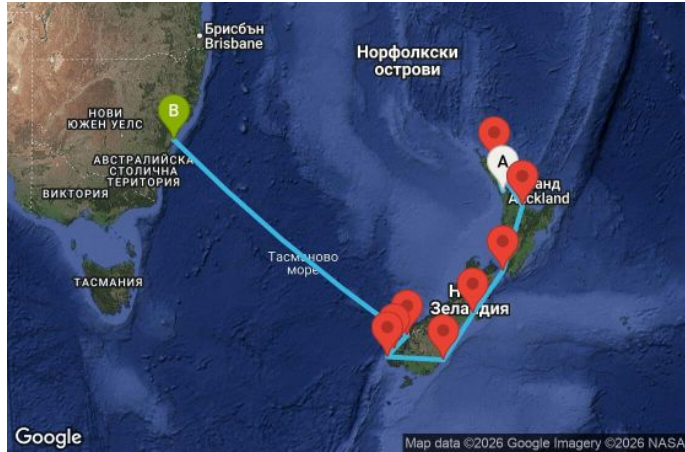 Брисбън
Brisbane
Норфолкски
острови
НОВИ
ЮЖЕН УЕЛС
B
АВСТРАЛИЙСКА
СТОЛИЧНА
ТЕРИТОРИЯ
ВИКТОРИЯ
A
Auckland
Тасманово
море
ТАСМАНИЯ
Зеландия
Google
Map data ©2026 Google Imagery ©2026 NASA